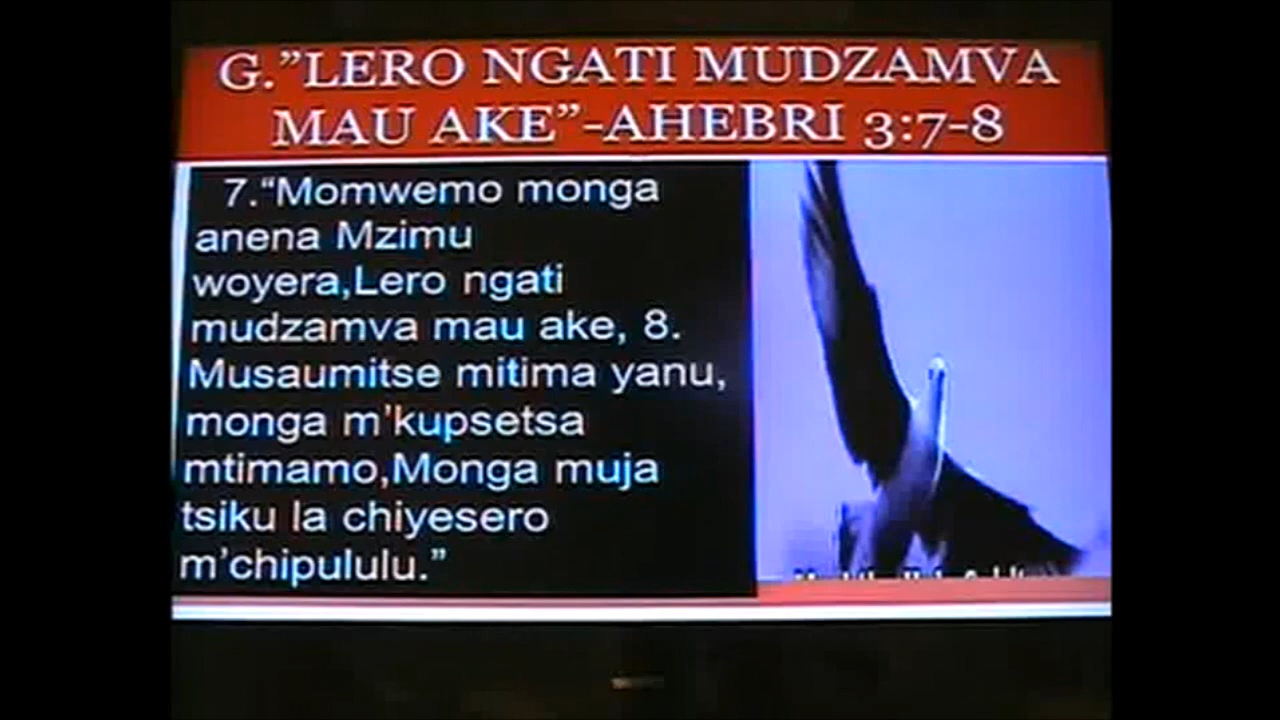 G.”LERO NGATI MUDZAMVA
MAU AKE”-AHEBRI 3:7-8
7.“Momwemo monga
anena Mzimu
woyera,Lero ngati
mudzamva mau ake, 8.
Musaumitse mitima yanu,
monga m’kupsetsa
mtimamo,Monga muja
tsiku la chiyesero
m’chipululu.”